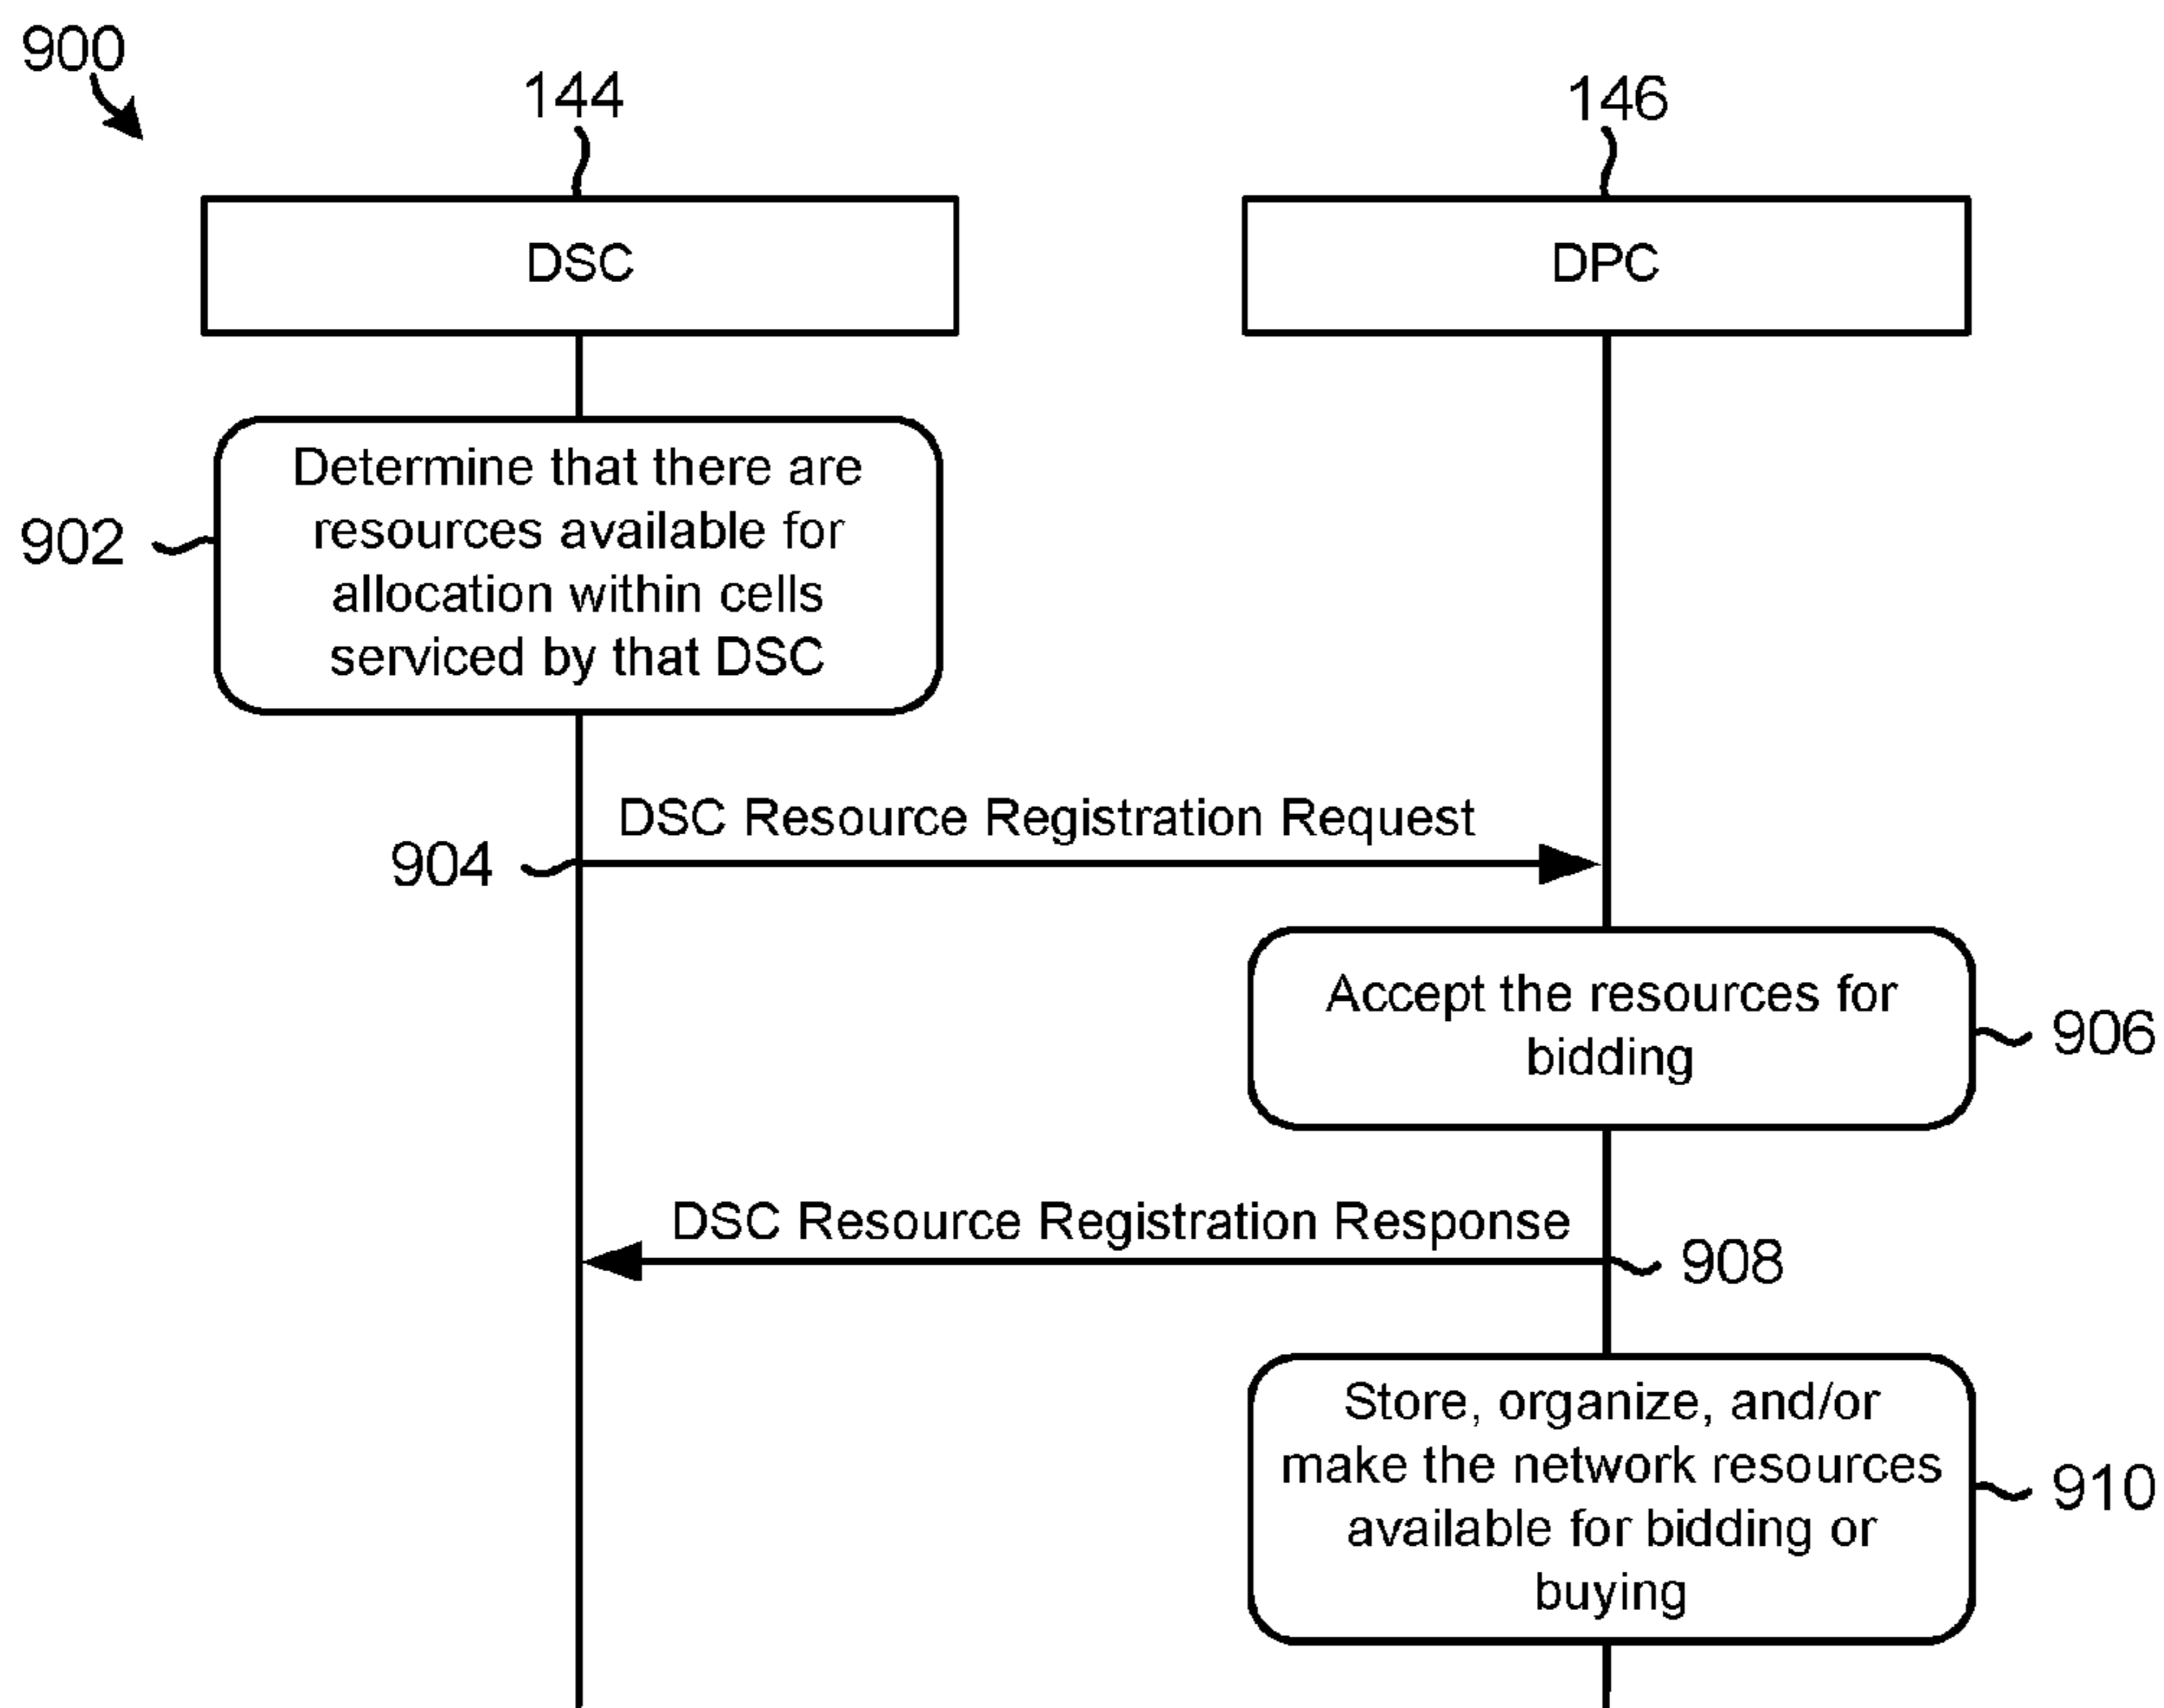 900
144
146
DSC
DPC
Determine that there are
resources available for
allocation within cells
serviced by that DSC
902
DSC Resource Registration Request
904
Accept the resources for
bidding
906
DSC Resource Registration Response
908
Store, organize, and/or
make the network resources
available for bidding or
buying
910